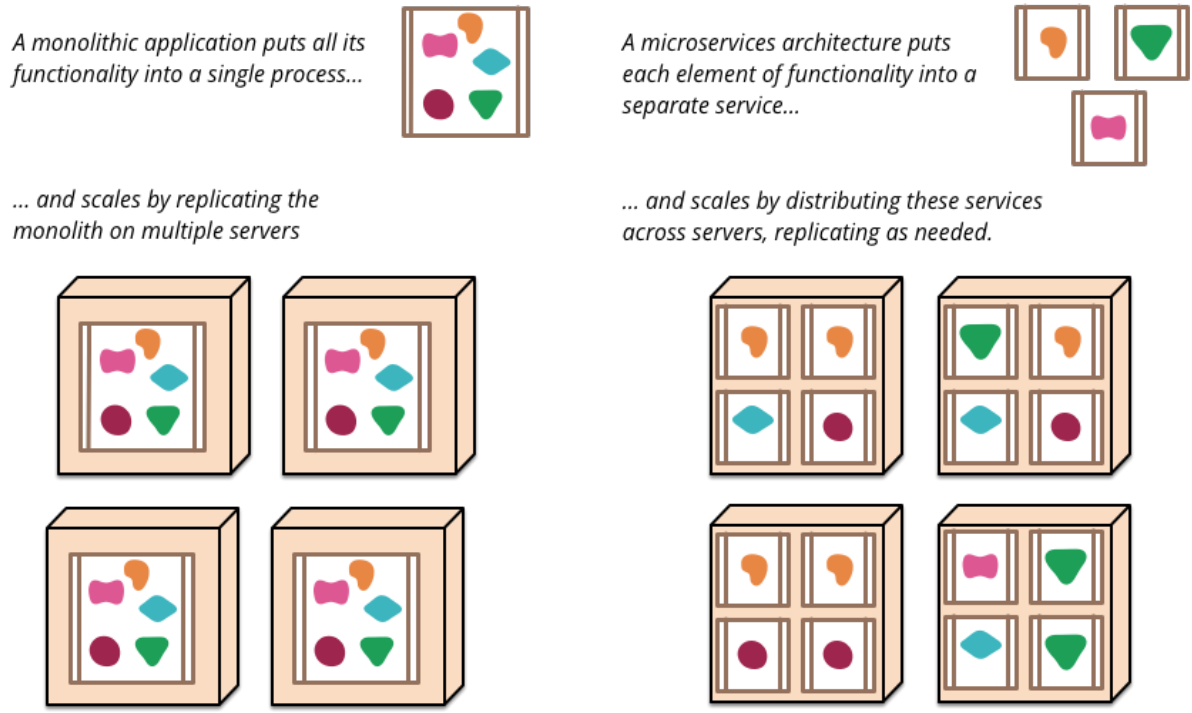 A monolithic application puts all its
functionality into a single process...
... and scales by replicating the
monolith on multiple servers
A microservices architecture puts
each element of functionality into a
separate service...
... and scales by distributing these services
across servers, replicating as needed.